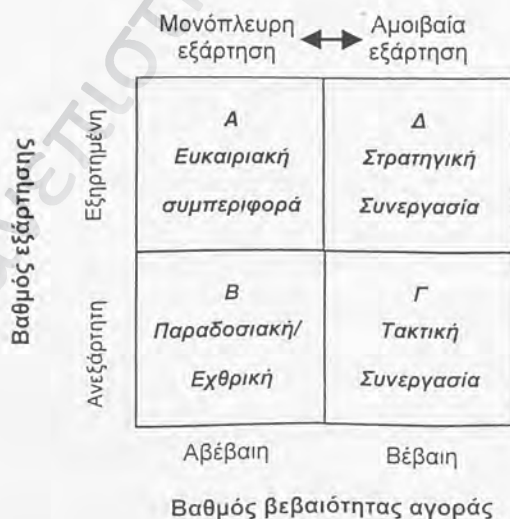 Μονόπλευρη Αμοιβαία
εξάρτηση εξάρτηση
Βαθμός εξάρτησης
Εξηρτημένη
Α
Ευκαιριακή
συμπεριφορά
Δ
Στρατηγική
Συνεργασία
Ανεξάρτητη
Β
Παραδοσιακή/
Εχθρική
Γ
Τακτική
Συνεργασία
Αβέβαιη Βέβαιη
Βαθμός βεβαιότητας αγοράς